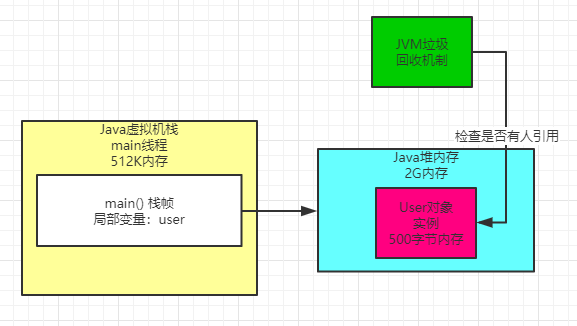 JVM垃圾
回收机制
检查是否有人引用
Java虚拟机栈
main线程
512K内存
main() 栈帧
局部变量：user
Java堆内存
2G内存
User对象
实例
500字节内存